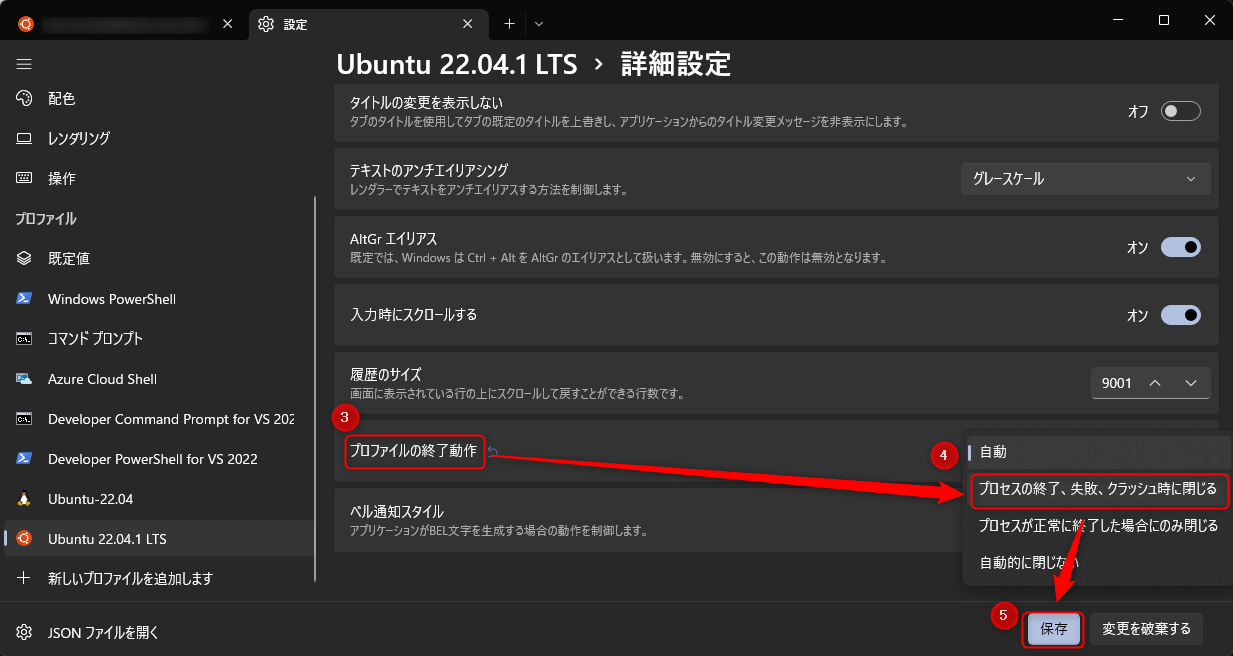 設定
Ubuntu 22.04.1 LTS › 詳細設定
配色
レンダリング
操作
プロファイル
既定値
Windows PowerShell
コマンド プロンプト
Azure Cloud Shell
Developer Command Prompt for VS 202
Developer PowerShell for VS 2022
Ubuntu-22.04
Ubuntu 22.04.1 LTS
新しいプロファイルを追加します
JSON ファイルを開く
タイトルの変更を表示しない
タブのタイトルを使用してタブの既定のタイトルを上書きし、アプリケーションからのタイトル変更メッセージを非表示にします。
オフ
テキストのアンチエイリアシング
レンダラーでテキストをアンチエイリアスする方法を制御します。
グレースケール
AltGr エイリアス
既定では、Windows は Ctrl + Alt を AltGr のエイリアスとして扱います。無効にすると、この動作は無効となります。
オン
入力時にスクロールする
オン
履歴のサイズ
画面に表示されている行の上にスクロールして戻すことができる行数です。
9001
3
プロファイルの終了動作
4
自動
プロセスの終了、失敗、クラッシュ時に閉じる
プロセスが正常に終了した場合にのみ閉じる
自動的に閉じない
ベル通知スタイル
アプリケーションがBEL文字を生成する場合の動作を制御します。
5
保存
変更を破棄する